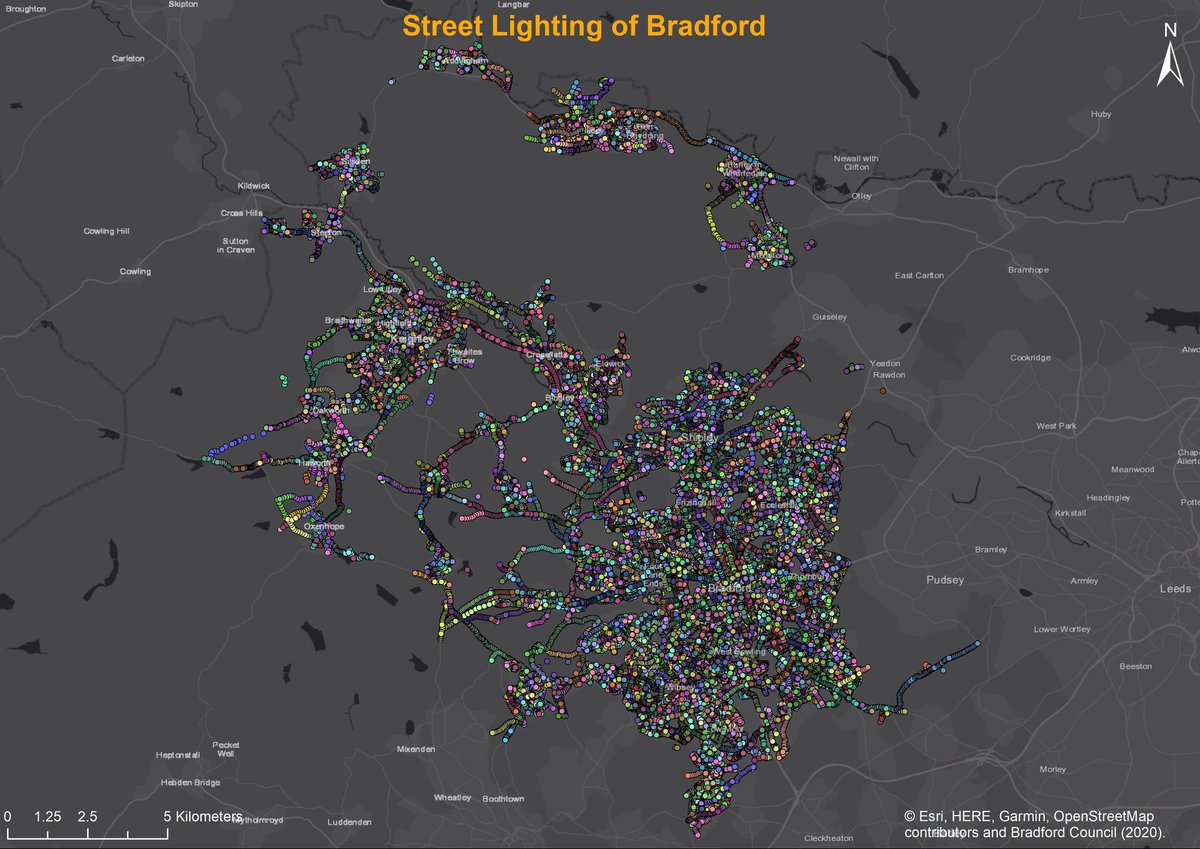 Broughton
Skipton
Langbar
Street Lighting of Bradford
N
Carleton
Addingham
Huby
Ilkley
Ben
Rhydding
Silsden
Burley in
Wharfedale
Newall with
Clifton
Otley
Kildwick
Cross Hills
Cowling Hill
Sutton
in Craven
Steeton
Menston
Cowling
East Carlton
Bramhope
Low Utley
Guiseley
Braithwaite
Highfield
Keighley
Thwaites
Brow
Crossflatts
Eldwick
Cookridge
Yeadon
Rawdon
Bingley
Oakworth
West Park
Shipley
Haworth
Meanwood
Headingley
Eccleshill
Kirkstall
Oxenhope
Bramley
Thornbury
Pudsey
Armley
Bradford
Leeds
Lower Wortley
West Bowling
Beeston
Wibsey
Pecket
Well
Heptonstall
Mixenden
Morley
Hebden Bridge
Wheatley
Boothtown
0 1.25 2.5 5 Kilometers
Luddenden
Cleckheaton
© Esri, HERE, Garmin, OpenStreetMap
contributors and Bradford Council (2020).